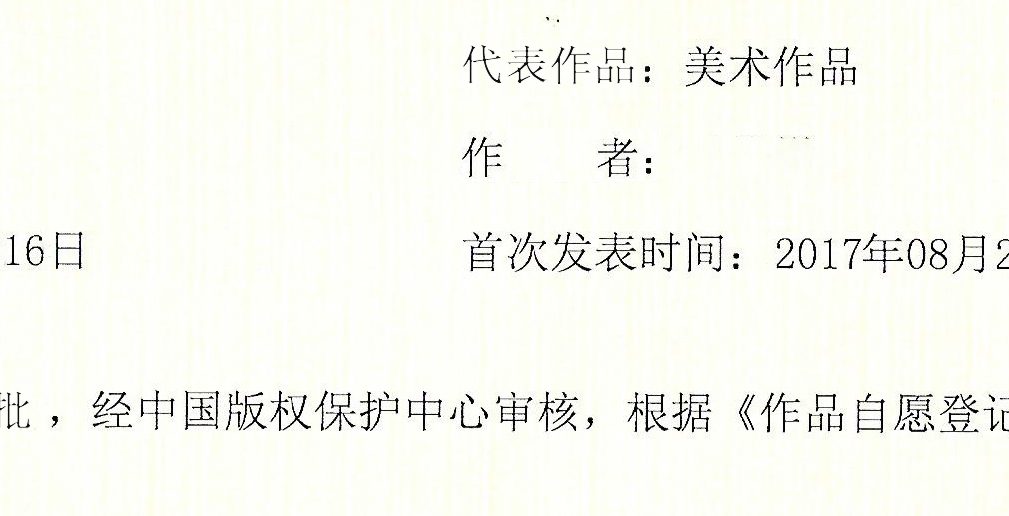 代表作品：美术作品
作　　者：
16日　首次发表时间：2017年08月2
批，经中国版权保护中心审核，根据《作品自愿登记